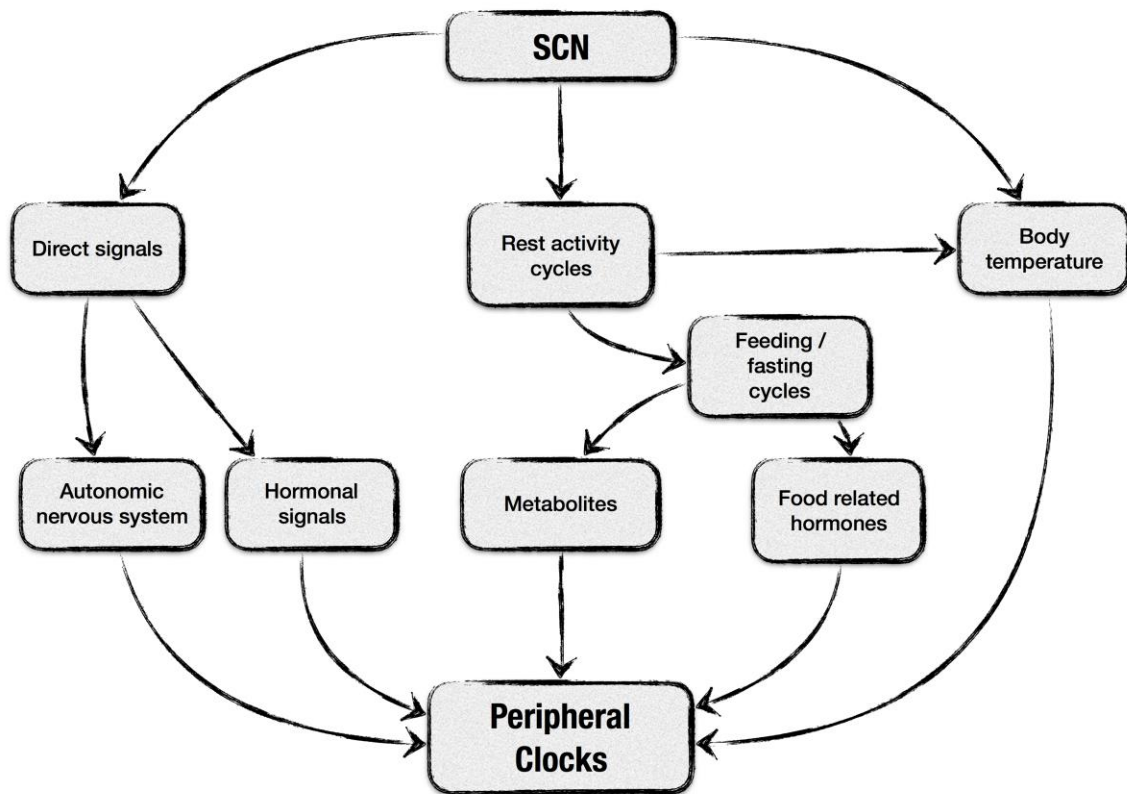 SCN
Direct signals
Rest activity
cycles
Body
temperature
Feeding /
fasting
cycles
Autonomic
nervous system
Hormonal
signals
Metabolites
Food related
hormones
Peripheral
Clocks